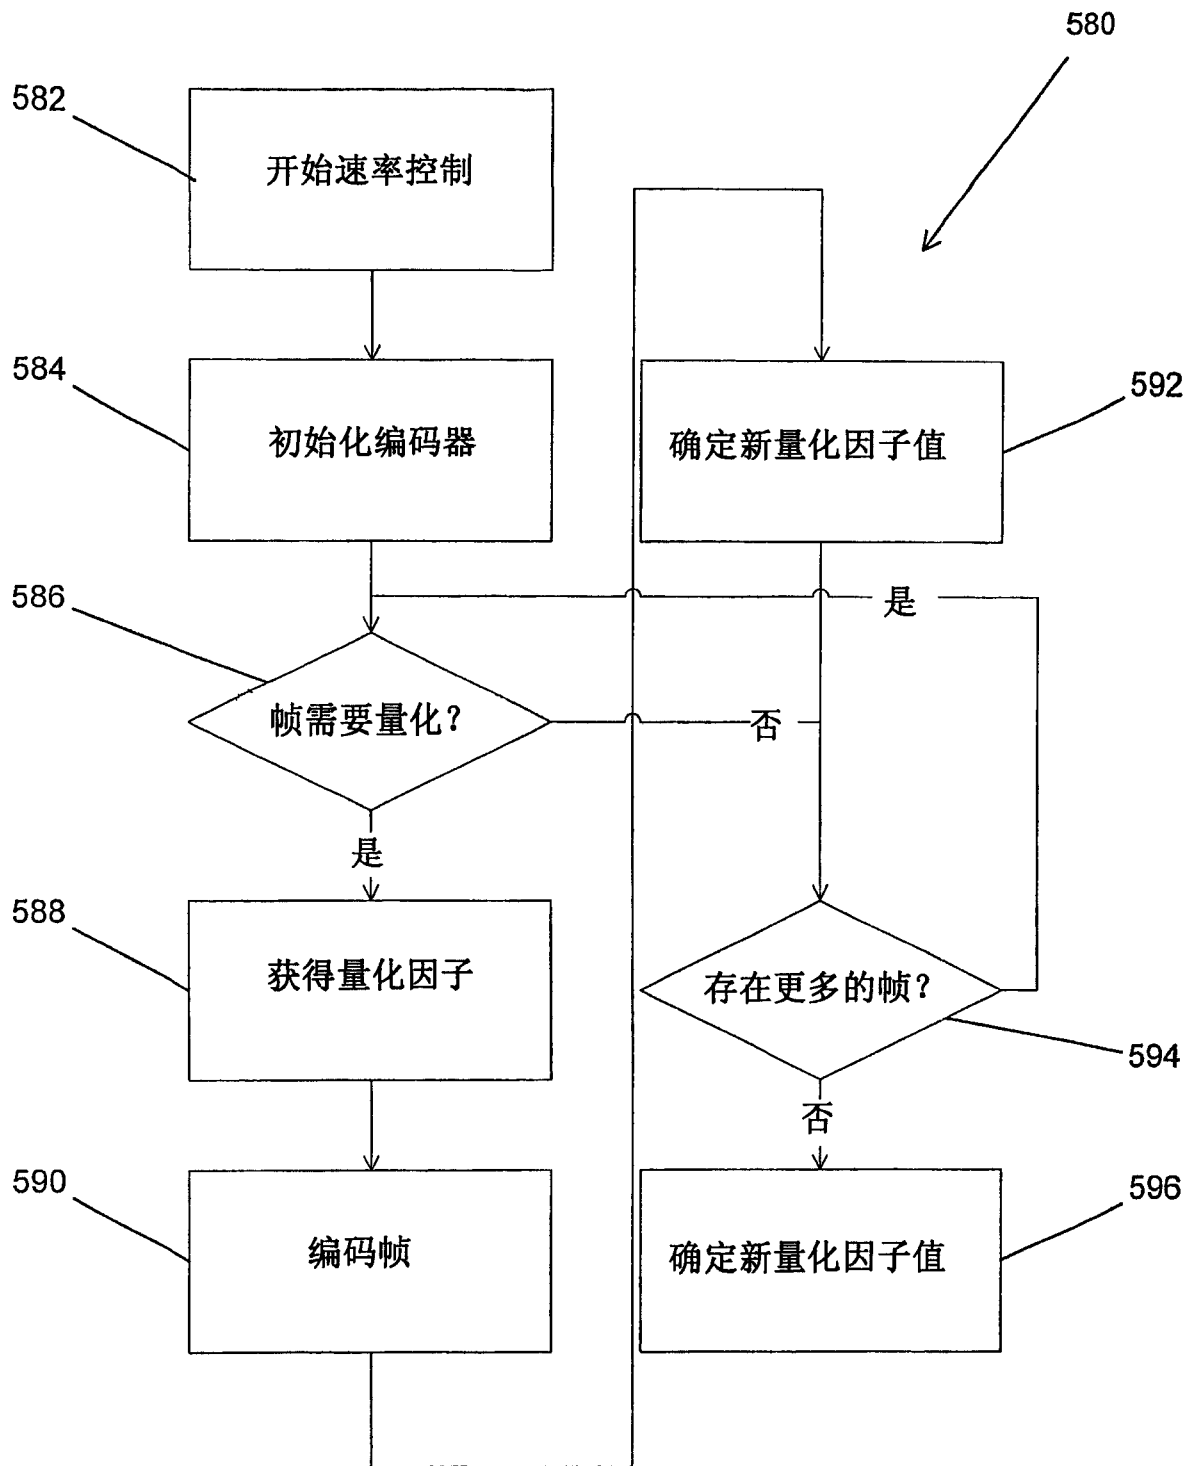 580
582
开始速率控制
584
初始化编码器
592
确定新量化因子值
586
是
帧需要量化？
否
是
588
获得量化因子
存在更多的帧？
594
否
590
编码帧
596
确定新量化因子值